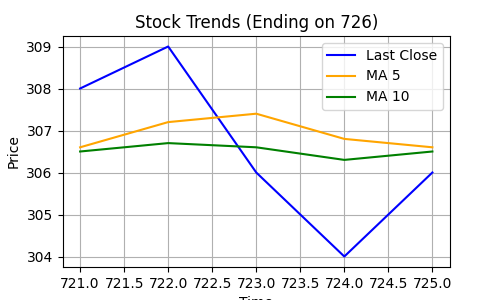 Stock Trends (Ending on 726)
Last Close
MA 5
MA 10
Price
309
308
307
306
305
304
721.0 721.5 722.0 722.5 723.0 723.5 724.0 724.5 725.0
Time